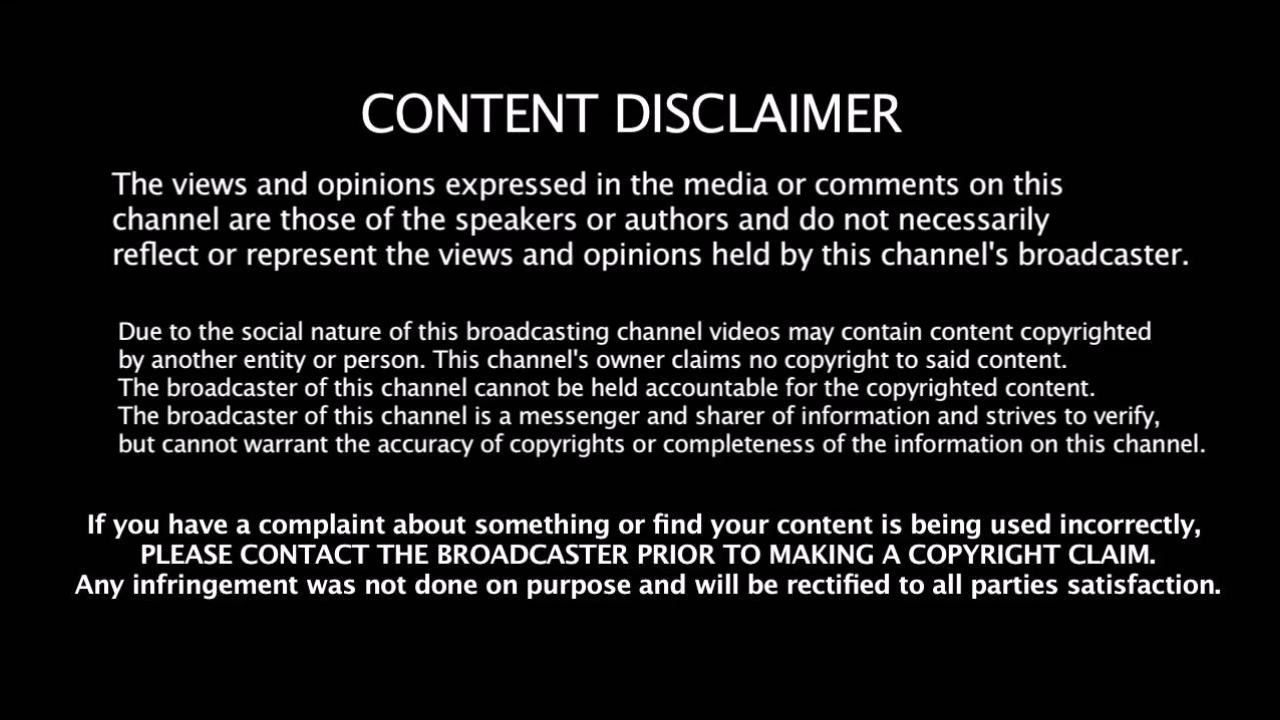 CONTENT DISCLAIMER
The views and opinions expressed in the media or comments on this
channel are those of the speakers or authors and do not necessarily
reflect or represent the views and opinions held by this channel's broadcaster.
Due to the social nature of this broadcasting channel videos may contain content copyrighted
by another entity or person. This channel's owner claims no copyright to said content.
The broadcaster of this channel cannot be held accountable for the copyrighted content.
The broadcaster of this channel is a messenger and sharer of information and strives to verify,
but cannot warrant the accuracy of copyrights or completeness of the information on this channel.
If you have a complaint about something or find your content is being used incorrectly,
PLEASE CONTACT THE BROADCASTER PRIOR TO MAKING A COPYRIGHT CLAIM.
Any infringement was not done on purpose and will be rectified to all parties satisfaction.